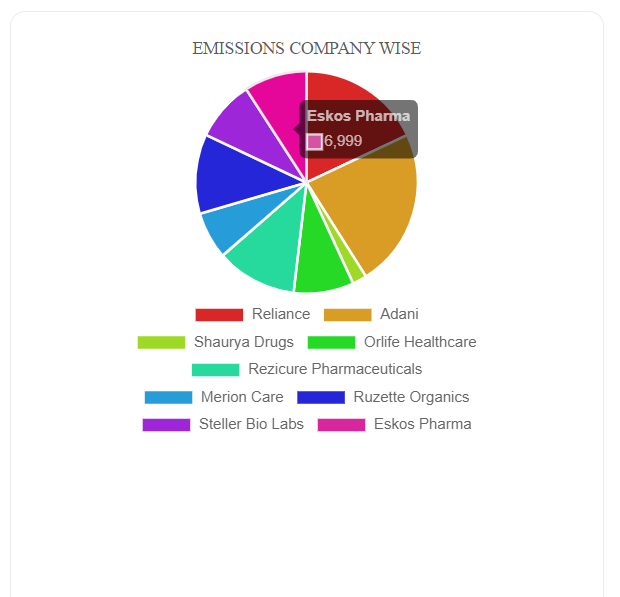 EMISSIONS COMPANY WISE
Eskos Pharma
6,999
Reliance Adani
Shaurya Drugs Orlife Healthcare
Rezicure Pharmaceuticals
Merion Care Ruzette Organics
Steller Bio Labs Eskos Pharma